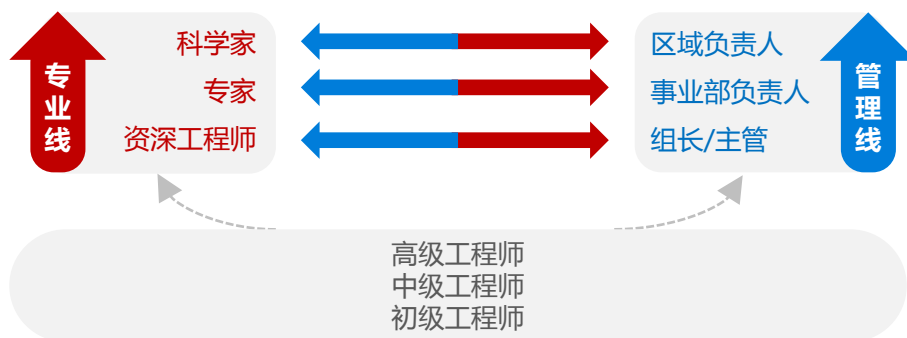 专业线
科学家
专家
资深工程师
区域负责人
事业部负责人
组长/主管
管理线
高级工程师
中级工程师
初级工程师